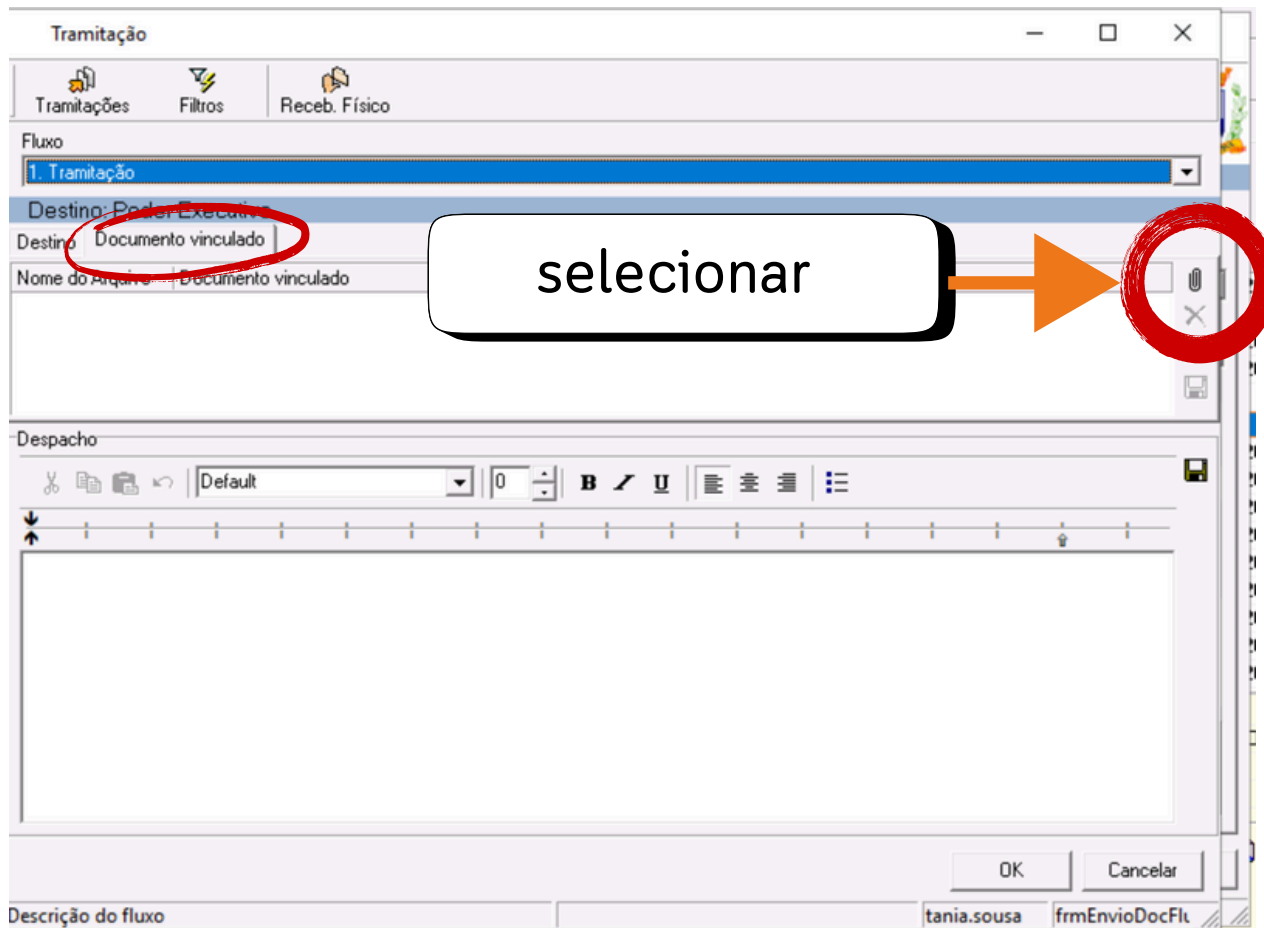 Tramitação
Tramitações Filtros Receb. Físico
Fluxo
1. Tramitação
Destino: Poder Executivo
Destino Documento vinculado
Nome do Arquivo Documento vinculado
selecionar
Despacho
Default 0 B I U
OK Cancelar
Descrição do fluxo tania.sousa frmEnvioDocFlu